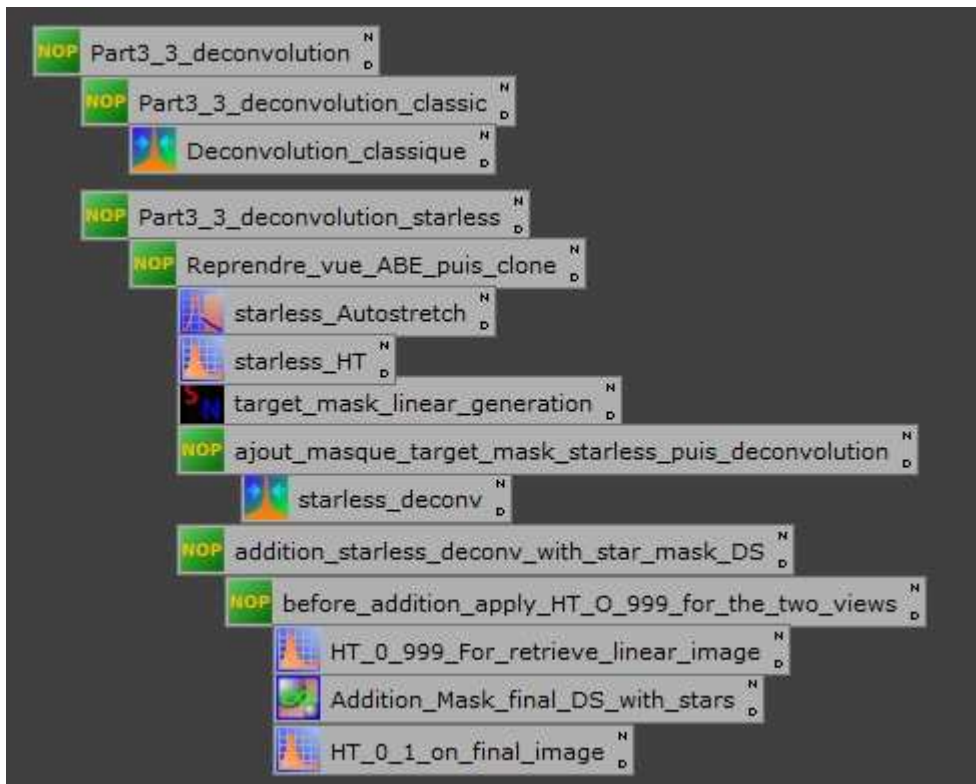 NOP Part3_3_deconvolution N D
NOP Part3_3_deconvolution_classic N D
Deconvolution_classique N D
NOP Part3_3_deconvolution_starless N D
NOP Reprendre_vue_ABE_puis_clone N D
starless_Autostretch N D
starless_HT N D
S N target_mask_linear_generation N D
NOP ajout_masque_target_mask_starless_puis_deconvolution N D
starless_deconv N D
NOP addition_starless_deconv_with_star_mask_DS N D
NOP before_addition_apply_HT_O_999_for_the_two_views N D
HT_0_999_For_retrieve_linear_image N D
Addition_Mask_final_DS_with_stars N D
HT_0_1_on_final_image N D